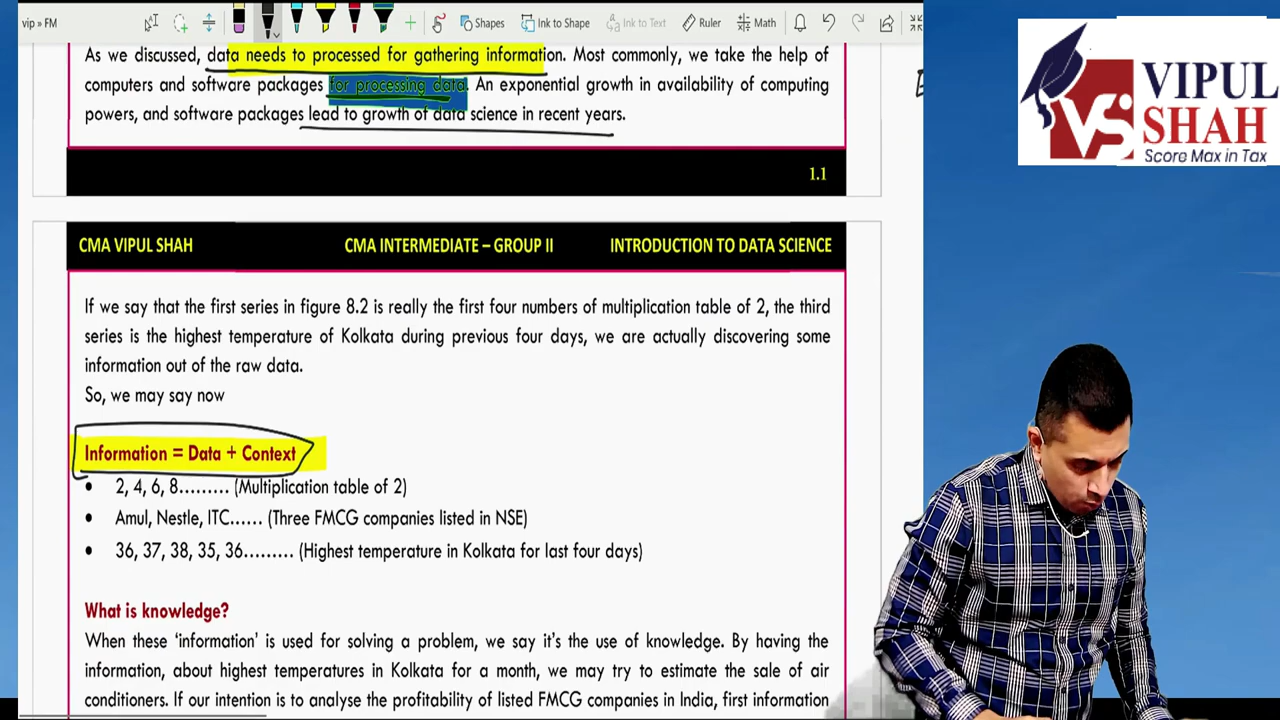 vip » FM
Shapes
Ink to Shape
Ink to Text
Ruler
Math
As we discussed, data needs to processed for gathering information. Most commonly, we take the help of
computers and software packages for processing data. An exponential growth in availability of computing
powers, and software packages lead to growth of data science in recent years.
1.1
VIPUL
SHAH
VS
Score Max in Tax
CMA VIPUL SHAH CMA INTERMEDIATE – GROUP II INTRODUCTION TO DATA SCIENCE
If we say that the first series in figure 8.2 is really the first four numbers of multiplication table of 2, the third
series is the highest temperature of Kolkata during previous four days, we are actually discovering some
information out of the raw data.
So, we may say now
Information = Data + Context
• 2, 4, 6, 8……… (Multiplication table of 2)
• Amul, Nestle, ITC…… (Three FMCG companies listed in NSE)
• 36, 37, 38, 35, 36……… (Highest temperature in Kolkata for last four days)
What is knowledge?
When these ‘information’ is used for solving a problem, we say it’s the use of knowledge. By having the
information, about highest temperatures in Kolkata for a month, we may try to estimate the sale of air
conditioners. If our intention is to analyse the profitability of listed FMCG companies in India, first information